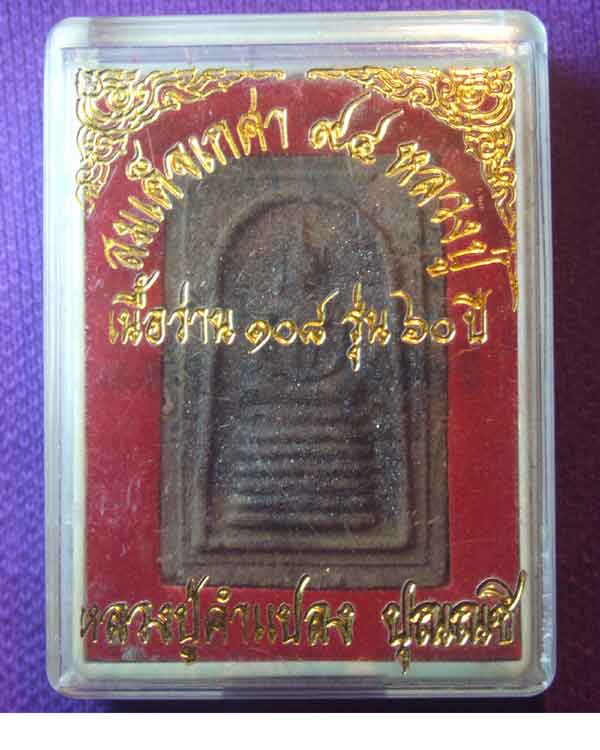 สมเด็จเกศา ๙๕ หลวงปู่
เนื้อว่าน ๑๐๘ รุ่น ๖๐ ปี
หลวงปู่คำแปลง ปุณณชิ